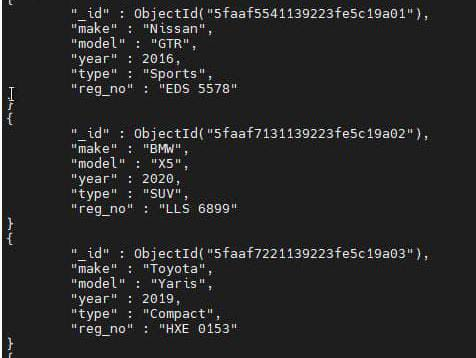 {
"_id" : ObjectId("5faaf5541139223fe5c19a01"),
"make" : "Nissan",
"model" : "GTR",
"year" : 2016,
"type" : "Sports",
"reg_no" : "EDS 5578"
}
{
"_id" : ObjectId("5faaf7131139223fe5c19a02"),
"make" : "BMW",
"model" : "X5",
"year" : 2020,
"type" : "SUV",
"reg_no" : "LLS 6899"
}
{
"_id" : ObjectId("5faaf7221139223fe5c19a03"),
"make" : "Toyota",
"model" : "Yaris",
"year" : 2019,
"type" : "Compact",
"reg_no" : "HXE 0153"
}
{